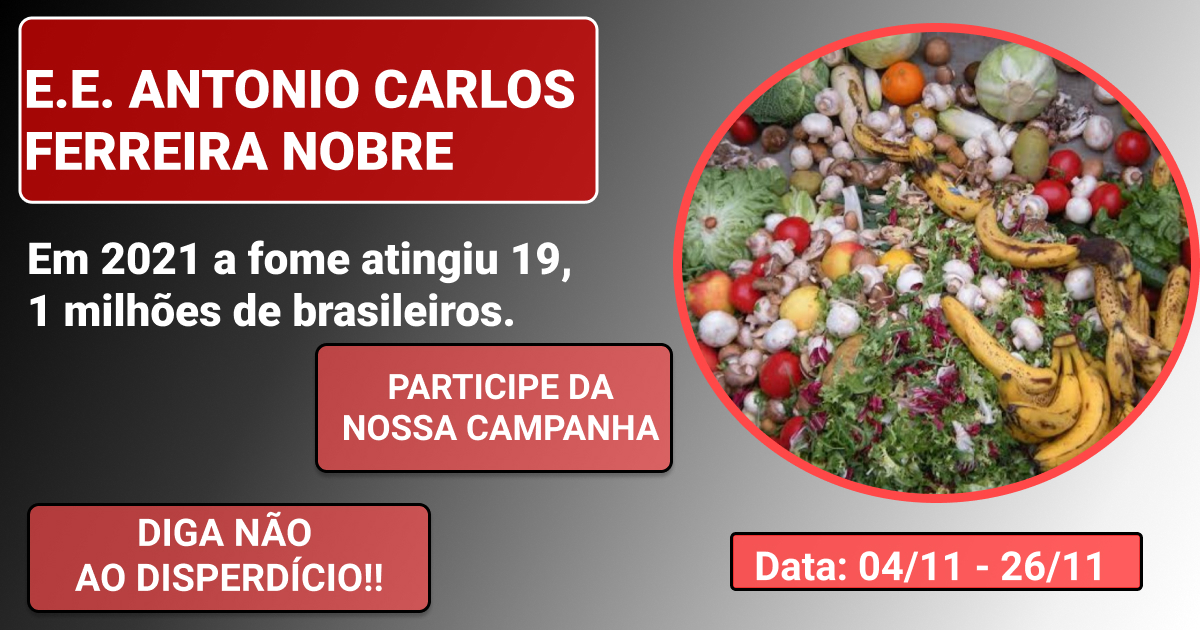 E.E. ANTONIO CARLOS
FERREIRA NOBRE
Em 2021 a fome atingiu 19,
1 milhões de brasileiros.
PARTICIPE DA
NOSSA CAMPANHA
DIGA NÃO
AO DISPERDÍCIO!!
Data: 04/11 - 26/11